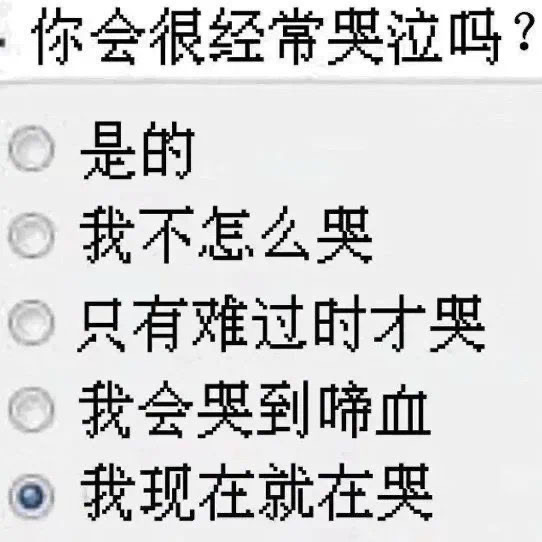 你会很经常哭泣吗？
是的
我不怎么哭
只有难过时才哭
我会哭到啼血
我现在就在哭